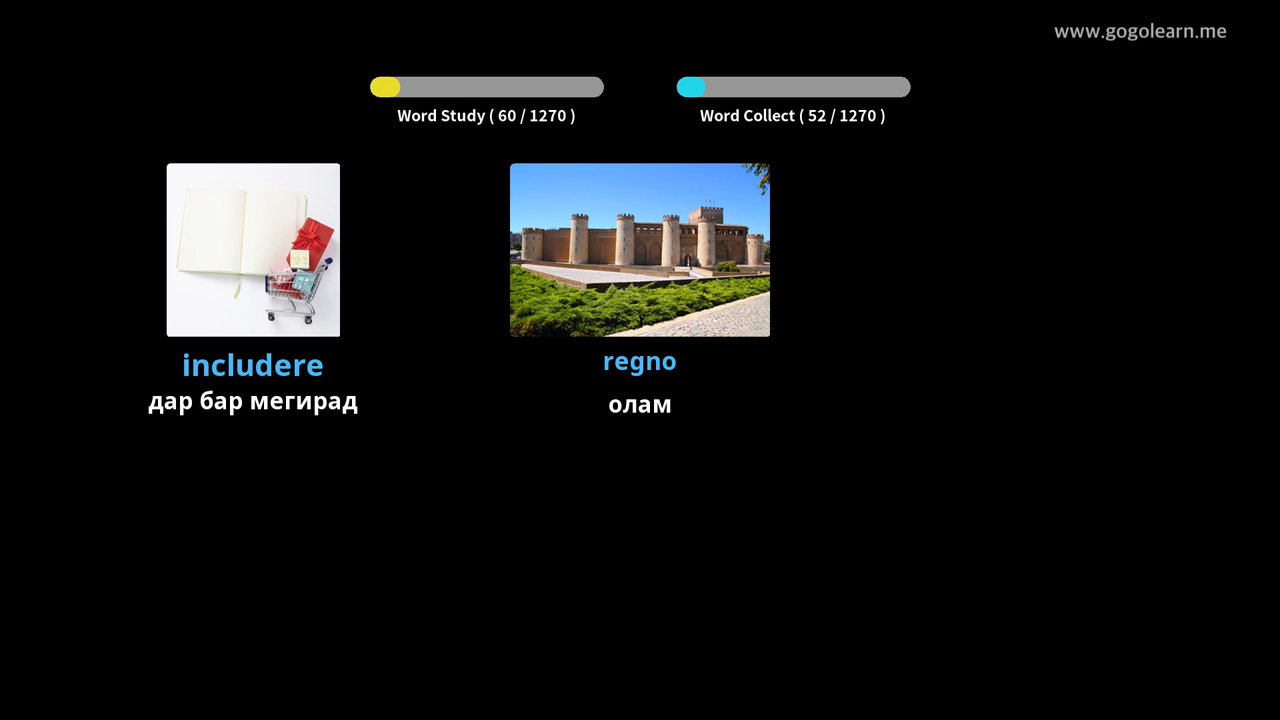 www.gogolearn.me
Word Study ( 60 / 1270 )
Word Collect ( 52 / 1270 )
includere
дар бар мегирад
regno
олам